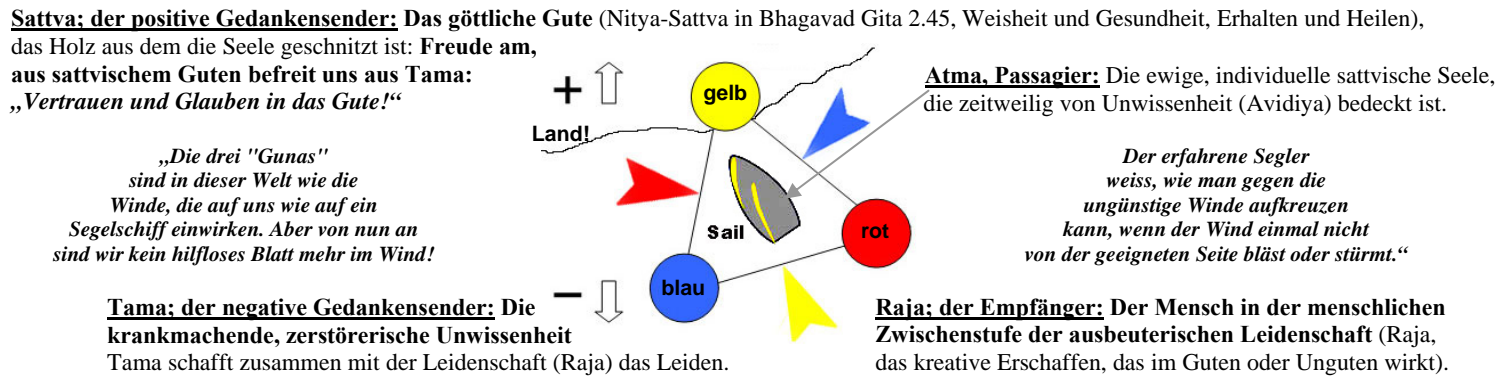 Sattva; der positive Gedankensender: Das göttliche Gute (Nitya-Sattva in Bhagavad Gita 2.45, Weisheit und Gesundheit, Erhalten und Heilen),
das Holz aus dem die Seele geschnitzt ist: Freude am,
aus sattvischem Guten befreit uns aus Tama:
„Vertrauen und Glauben in das Gute!“
„Die drei "Gunas"
sind in dieser Welt wie die
Winde, die auf uns wie auf ein
Segelschiff einwirken. Aber von nun an
sind wir kein hilfloses Blatt mehr im Wind!
+
gelb
Land!
Sail
rot
blau
–
Atma, Passagier: Die ewige, individuelle sattvische Seele,
die zeitweilig von Unwissenheit (Avidiya) bedeckt ist.
Der erfahrene Segler
weiss, wie man gegen die
ungünstige Winde aufkreuzen
kann, wenn der Wind einmal nicht
von der geeigneten Seite bläst oder stürmt.“
Tama; der negative Gedankensender: Die
krankmachende, zerstörerische Unwissenheit
Tama schafft zusammen mit der Leidenschaft (Raja) das Leiden.
Raja; der Empfänger: Der Mensch in der menschlichen
Zwischenstufe der ausbeuterischen Leidenschaft (Raja,
das kreative Erschaffen, das im Guten oder Unguten wirkt).